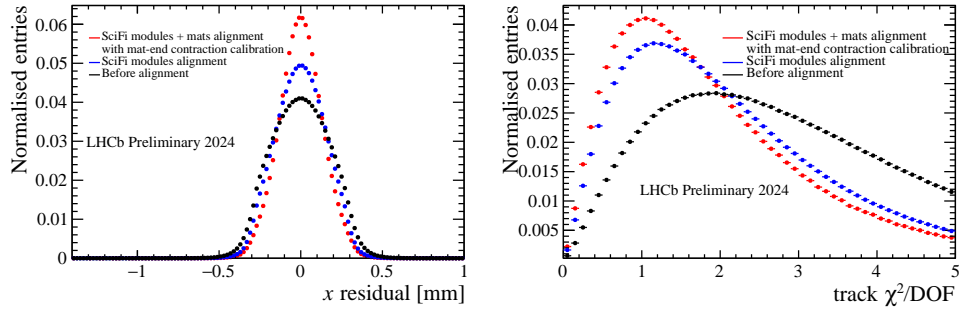 Normalised entries
0.06
0.05
0.04
0.03
0.02
0.01
0
SciFi modules + mats alignment
with mat-end contraction calibration
SciFi modules alignment
Before alignment
LHCb Preliminary 2024
−1 −0.5 0 0.5 1
x residual [mm]
Normalised entries
0.04
0.035
0.03
0.025
0.02
0.015
0.01
0.005
SciFi modules + mats alignment
with mat-end contraction calibration
SciFi modules alignment
Before alignment
LHCb Preliminary 2024
0 1 2 3 4 5
track χ²/DOF